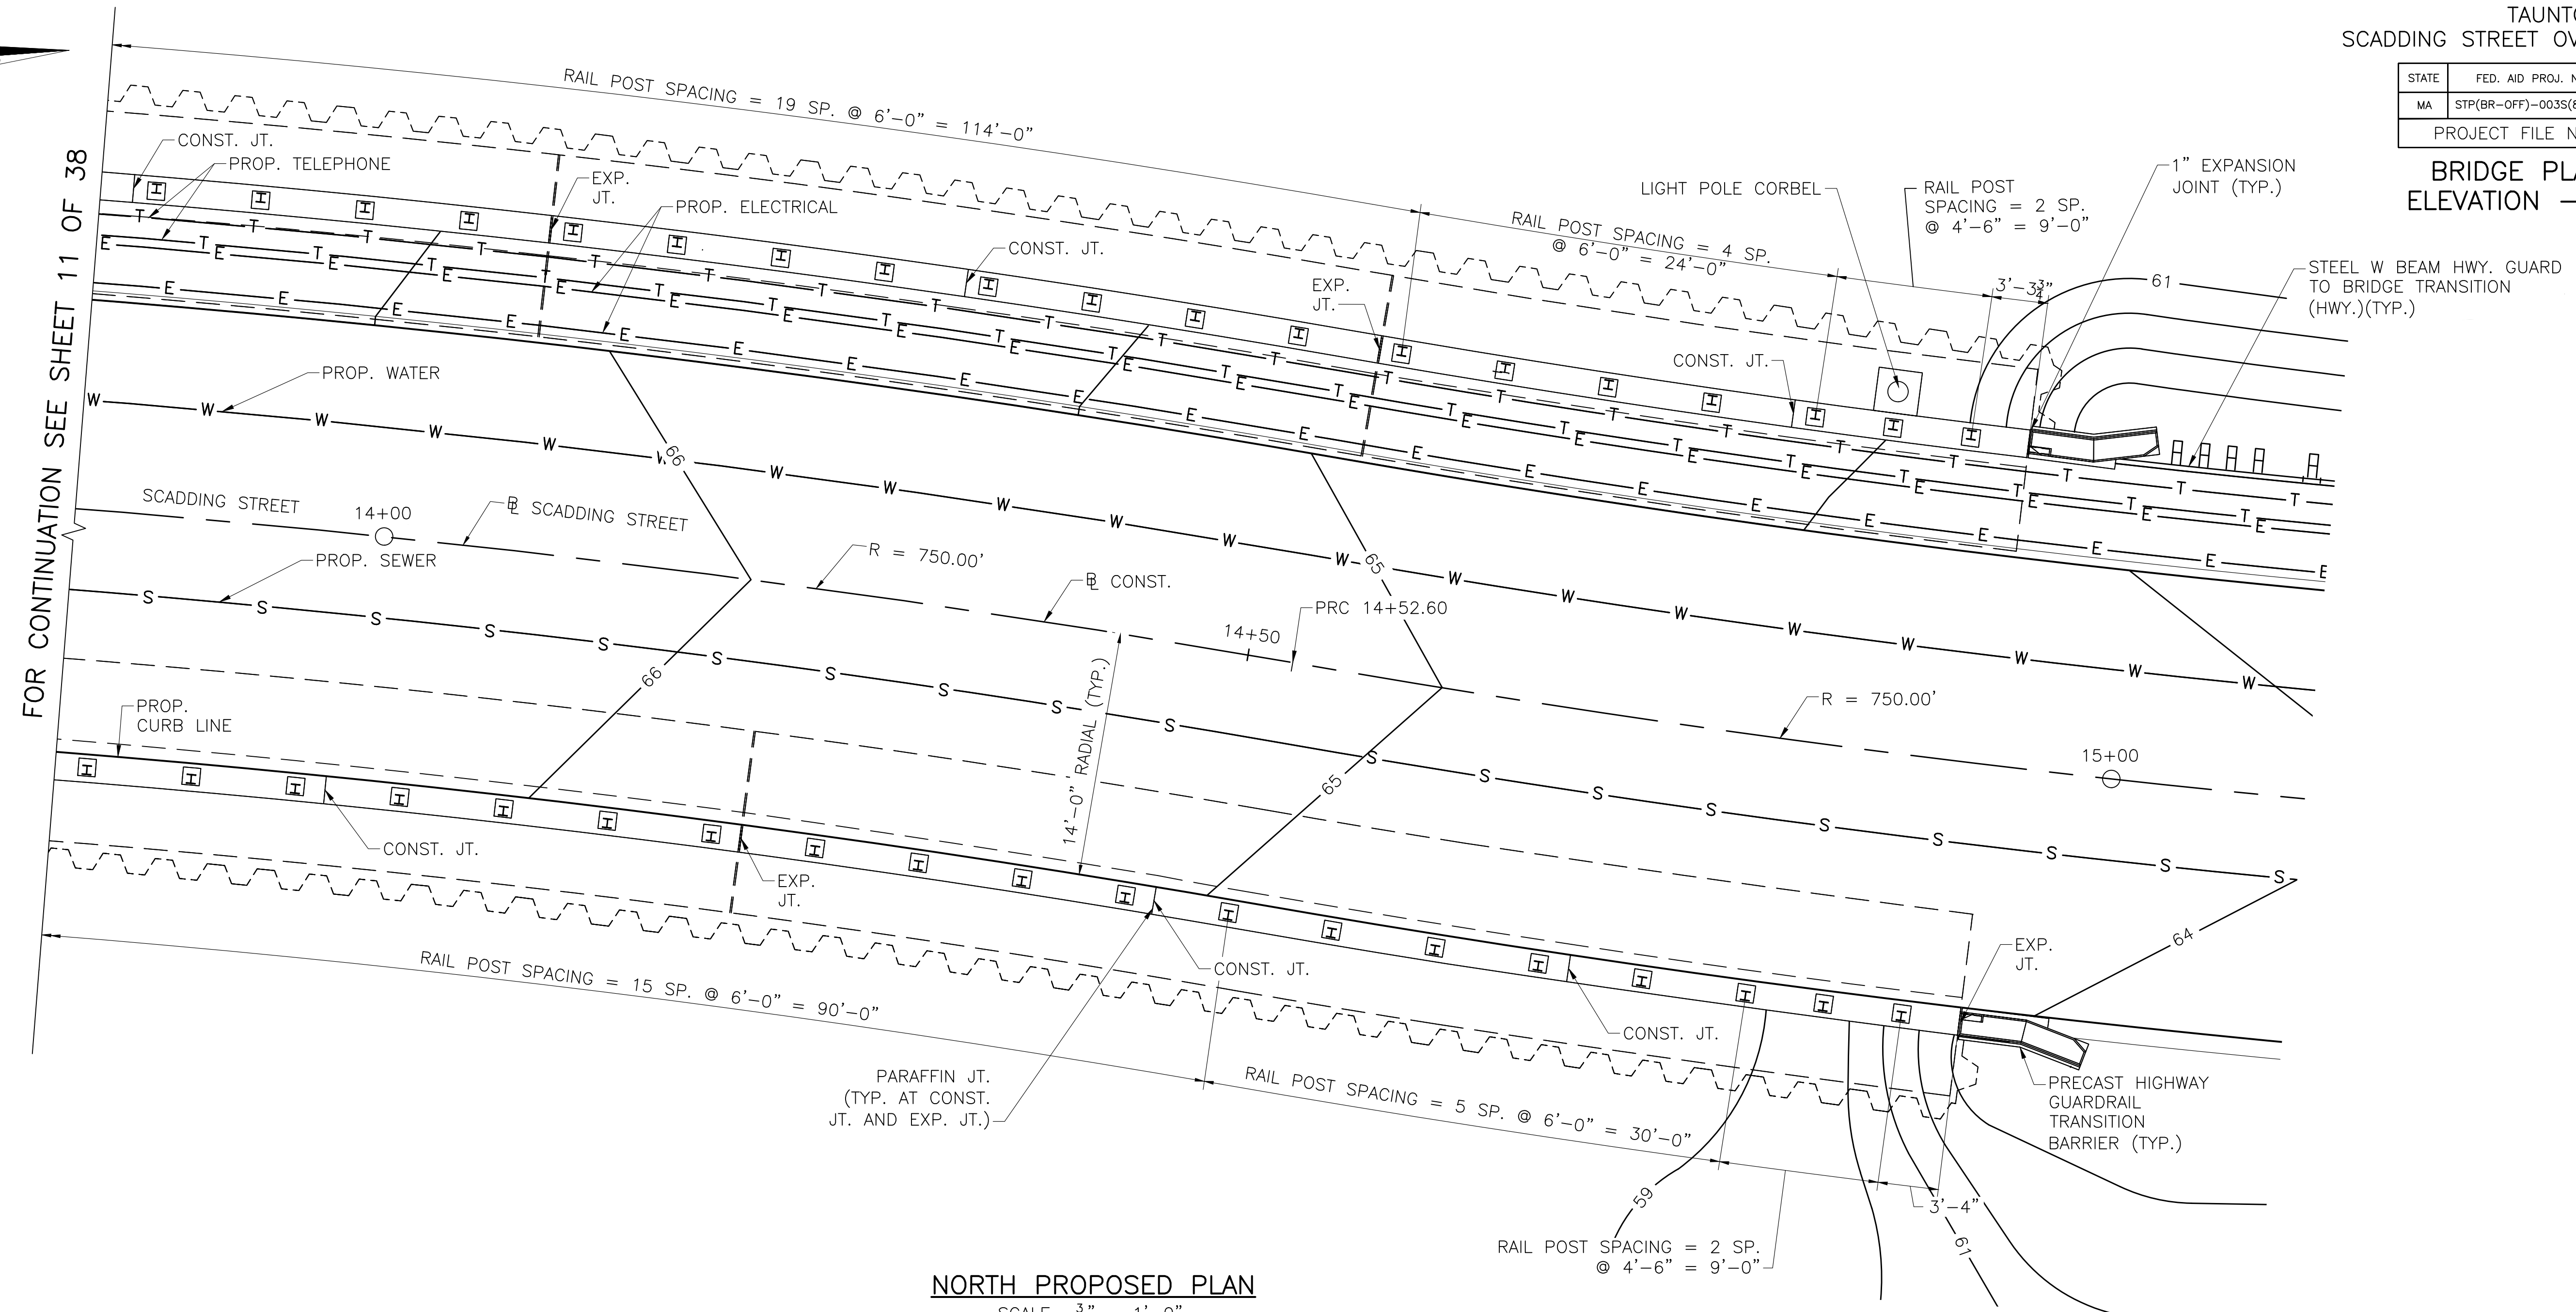 TAUNTO
SCADDING STREET OV
STATE
FED. AID PROJ. N
MA
STP(BR-OFF)-003S(8
PROJECT FILE N
BRIDGE PLA
ELEVATION -
FOR CONTINUATION SEE SHEET 11 OF 38
RAIL POST SPACING = 19 SP. @ 6'-0" = 114'-0"
CONST. JT.
PROP. TELEPHONE
EXP.
JT.
PROP. ELECTRICAL
CONST. JT.
EXP.
JT.
RAIL POST SPACING = 4 SP.
@ 6'-0" = 24'-0"
LIGHT POLE CORBEL
RAIL POST
SPACING = 2 SP.
@ 4'-6" = 9'-0"
1" EXPANSION
JOINT (TYP.)
3'-3¾"
61
STEEL W BEAM HWY. GUARD
TO BRIDGE TRANSITION
(HWY.)(TYP.)
CONST. JT.
PROP. WATER
66
65
SCADDING STREET
14+00
℄ SCADDING STREET
PROP. SEWER
R = 750.00'
℄ CONST.
14+50
PRC 14+52.60
R = 750.00'
15+00
66
65
64
14'-0" RADIAL (TYP.)
PROP.
CURB LINE
CONST. JT.
EXP.
JT.
CONST. JT.
CONST. JT.
EXP.
JT.
RAIL POST SPACING = 15 SP. @ 6'-0" = 90'-0"
PARAFFIN JT.
(TYP. AT CONST.
JT. AND EXP. JT.)
RAIL POST SPACING = 5 SP. @ 6'-0" = 30'-0"
PRECAST HIGHWAY
GUARDRAIL
TRANSITION
BARRIER (TYP.)
59
3'-4"
61
RAIL POST SPACING = 2 SP.
@ 4'-6" = 9'-0"
NORTH PROPOSED PLAN